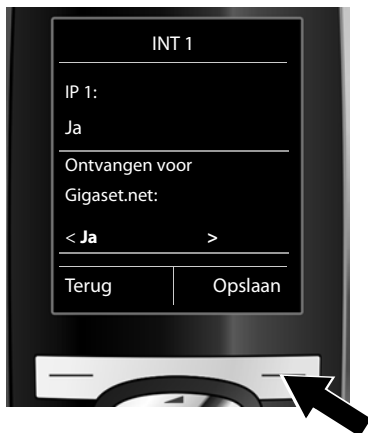 INT 1
IP 1:
Ja
Ontvangen voor
Gigaset.net:
< Ja >
Terug Opslaan